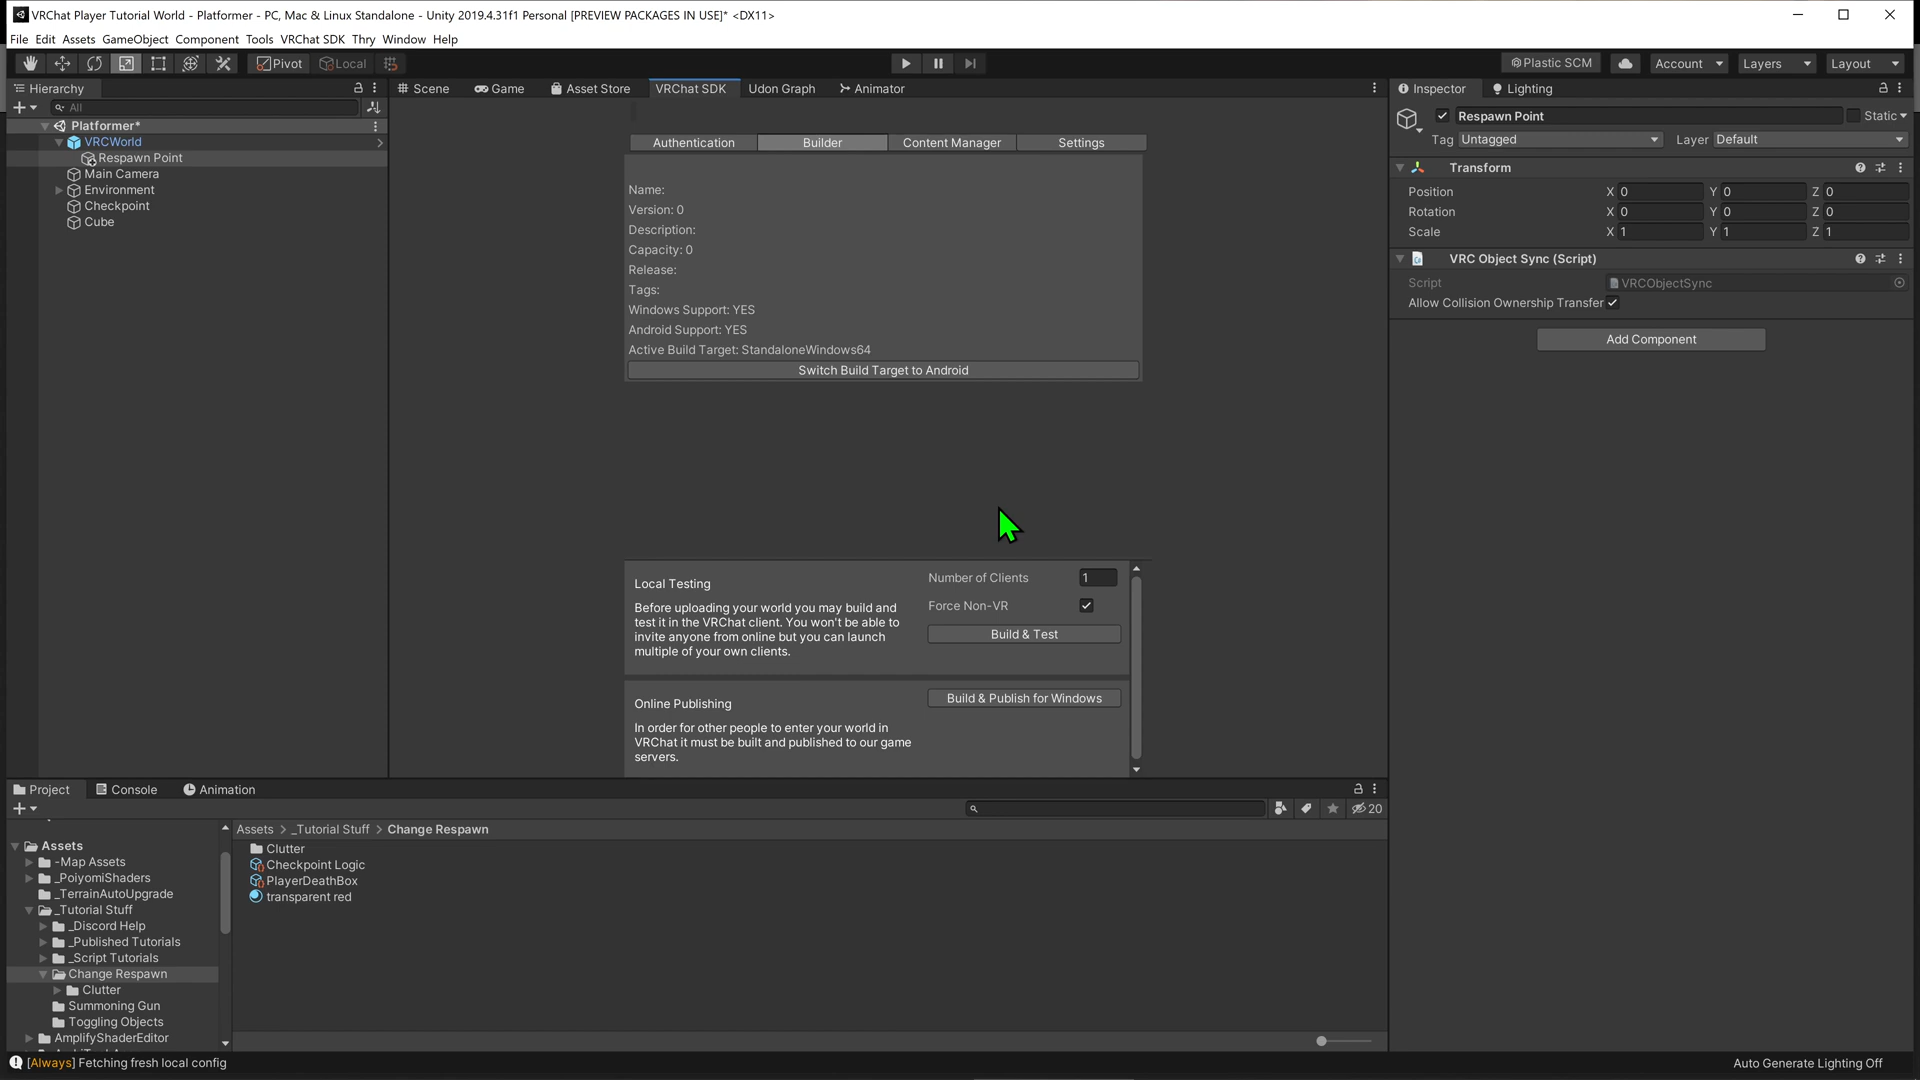 VRChat Player Tutorial World - Platformer - PC, Mac & Linux Standalone - Unity 2019.4.31f1 Personal [PREVIEW PACKAGES IN USE]* <DX11>
File Edit Assets GameObject Component Tools VRChat SDK Thry Window Help
Pivot Local Plastic SCM Account Layers Layout
Hierarchy
All
Platformer*
VRCWorld
Respawn Point
Main Camera
Environment
Checkpoint
Cube
Scene Game Asset Store VRChat SDK Udon Graph Animator
Authentication Builder Content Manager Settings
Name:
Version: 0
Description:
Capacity: 0
Release:
Tags:
Windows Support: YES
Android Support: YES
Active Build Target: StandaloneWindows64
Switch Build Target to Android
Local Testing
Before uploading your world you may build and
test it in the VRChat client. You won't be able to
invite anyone from online but you can launch
multiple of your own clients.
Number of Clients 1
Force Non-VR
Build & Test
Online Publishing
In order for other people to enter your world in
VRChat it must be built and published to our game
servers.
Build & Publish for Windows
Inspector Lighting
Respawn Point Static
Tag Untagged Layer Default
Transform
Position X 0 Y 0 Z 0
Rotation X 0 Y 0 Z 0
Scale X 1 Y 1 Z 1
VRC Object Sync (Script)
Script VRCObjectSync
Allow Collision Ownership Transfer
Add Component
Project Console Animation
20
Assets
-Map Assets
_PoiyomiShaders
_TerrainAutoUpgrade
_Tutorial Stuff
_Discord Help
_Published Tutorials
_Script Tutorials
Change Respawn
Clutter
Summoning Gun
Toggling Objects
AmplifyShaderEditor
Assets > _Tutorial Stuff > Change Respawn
Clutter
Checkpoint Logic
PlayerDeathBox
transparent red
[Always] Fetching fresh local config
Auto Generate Lighting Off